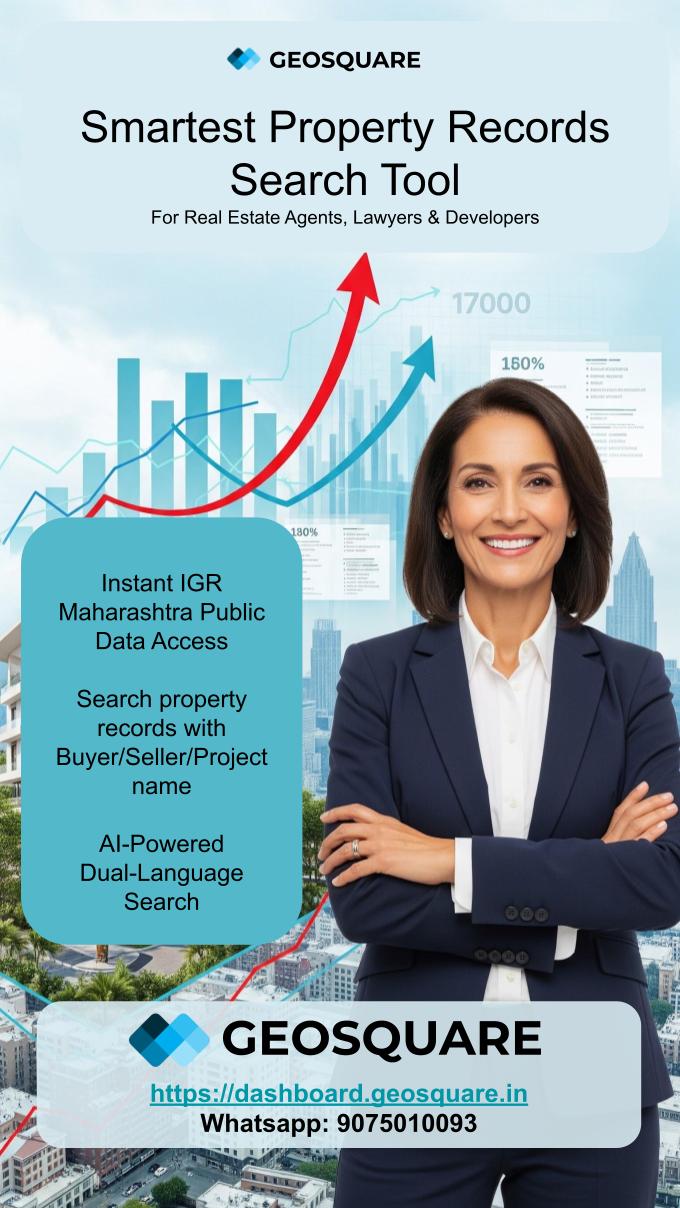 GEOSQUARE
Smartest Property Records
Search Tool
For Real Estate Agents, Lawyers & Developers
17000
150%
180%
Instant IGR
Maharashtra Public
Data Access
Search property
records with
Buyer/Seller/Project
name
AI-Powered
Dual-Language
Search
GEOSQUARE
https://dashboard.geosquare.in
Whatsapp: 9075010093